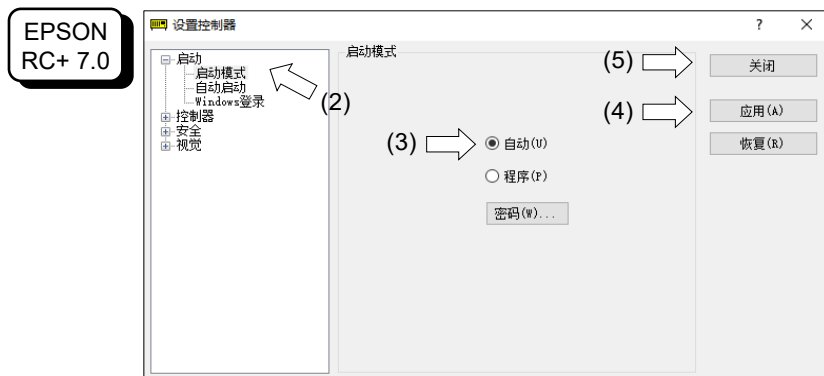 EPSON
RC+ 7.0
设置控制器
?
启动
启动模式
自动启动
Windows登录
控制器
安全
视觉
(2)
启动模式
(3)
自动(U)
程序(P)
密码(W)...
(5)
关闭
(4)
应用(A)
恢复(R)